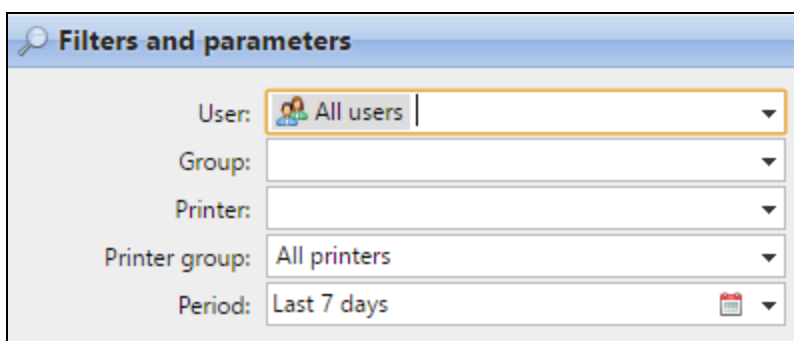 Filters and parameters
User: All users
Group:
Printer:
Printer group: All printers
Period: Last 7 days